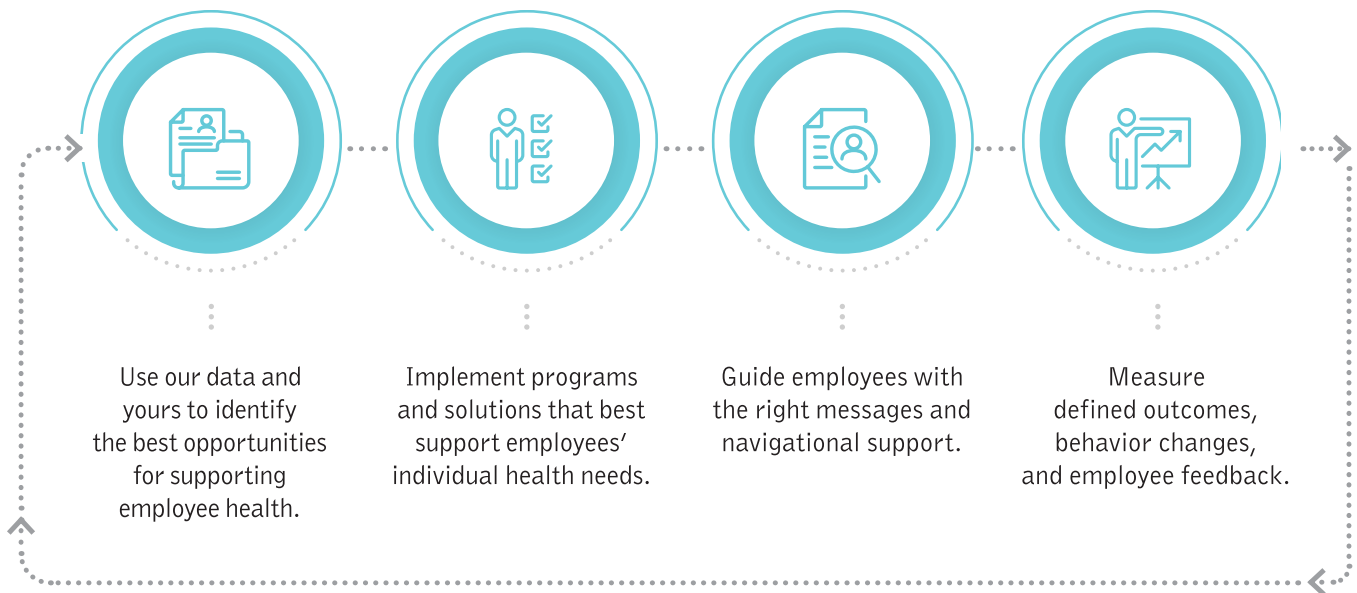 Use our data and
yours to identify
the best opportunities
for supporting
employee health.
Implement programs
and solutions that best
support employees’
individual health needs.
Guide employees with
the right messages and
navigational support.
Measure
defined outcomes,
behavior changes,
and employee feedback.